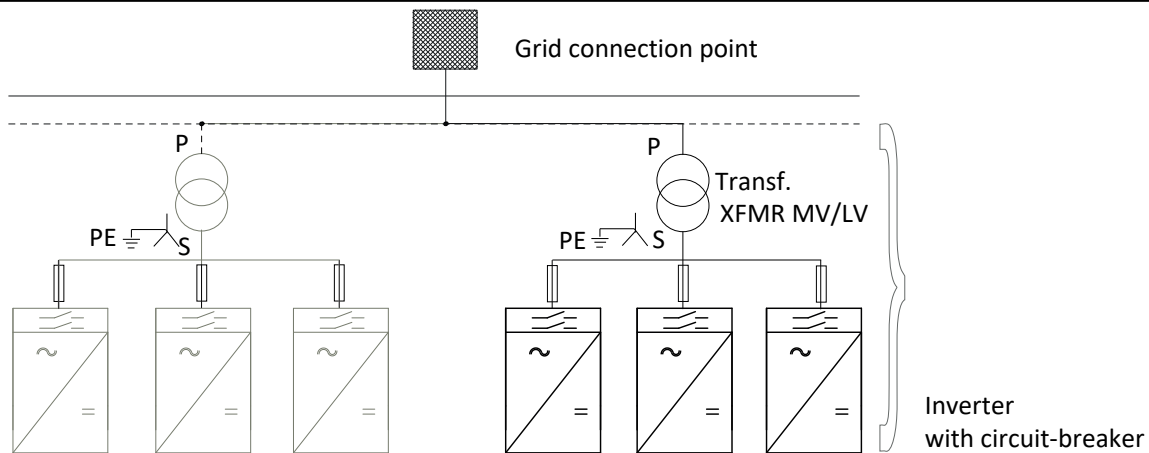 Grid connection point
P
P
Transf.
XFMR MV/LV
PE
S
PE
S
Inverter
with circuit-breaker